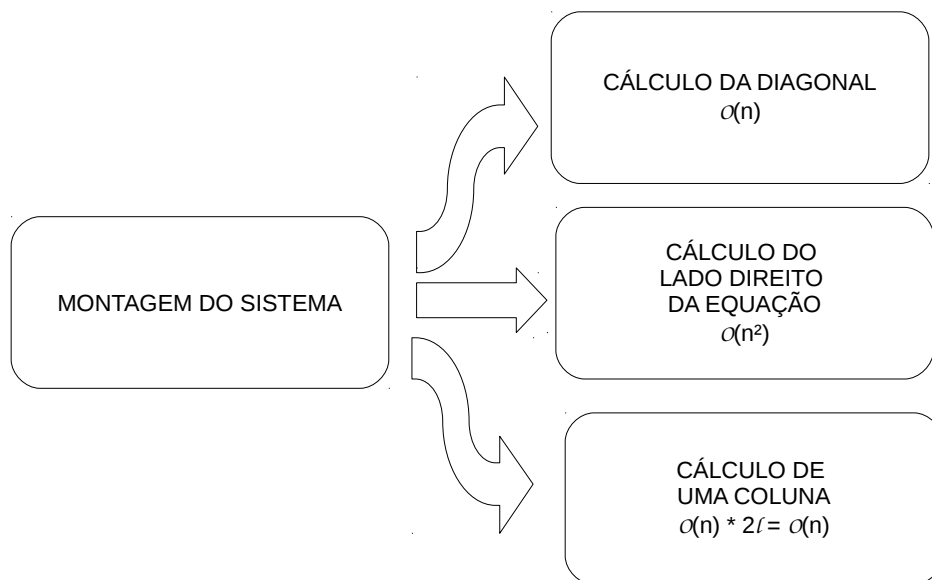 CÁLCULO DA DIAGONAL
𝒪(n)
MONTAGEM DO SISTEMA
CÁLCULO DO
LADO DIREITO
DA EQUAÇÃO
𝒪(n²)
CÁLCULO DE
UMA COLUNA
𝒪(n) * 2ℓ = 𝒪(n)